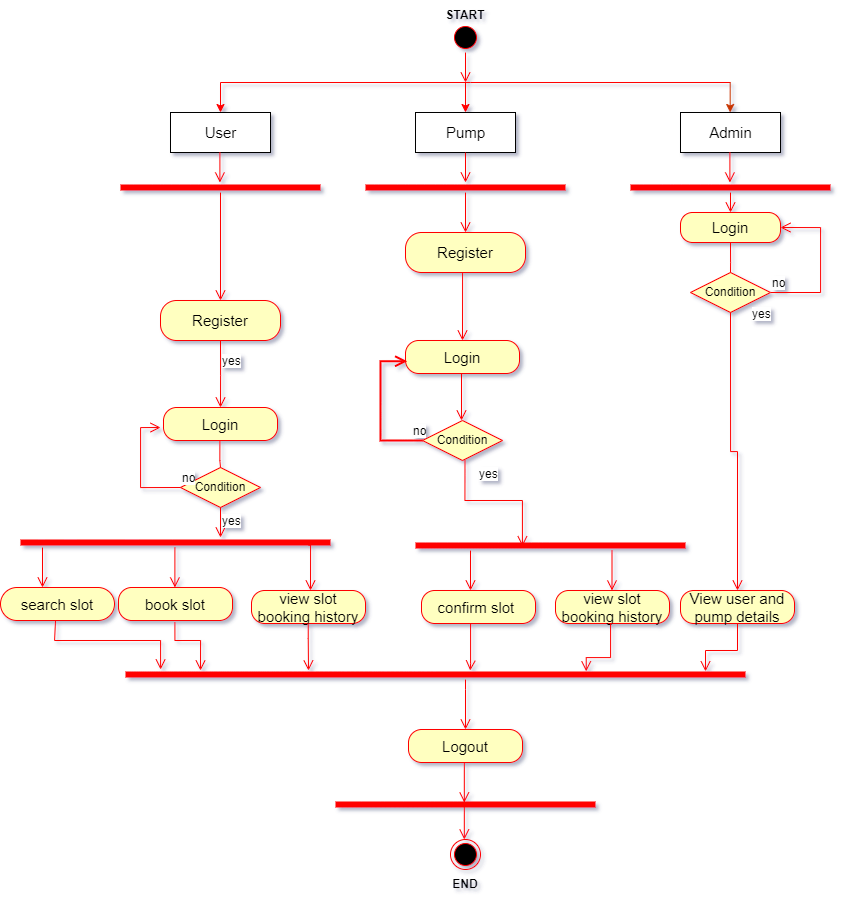 START
User
Pump
Admin
Login
Register
Condition
no
yes
Register
yes
Login
Login
no
Condition
yes
no
Condition
yes
search slot
book slot
view slot
booking history
confirm slot
view slot
booking history
View user and
pump details
Logout
END